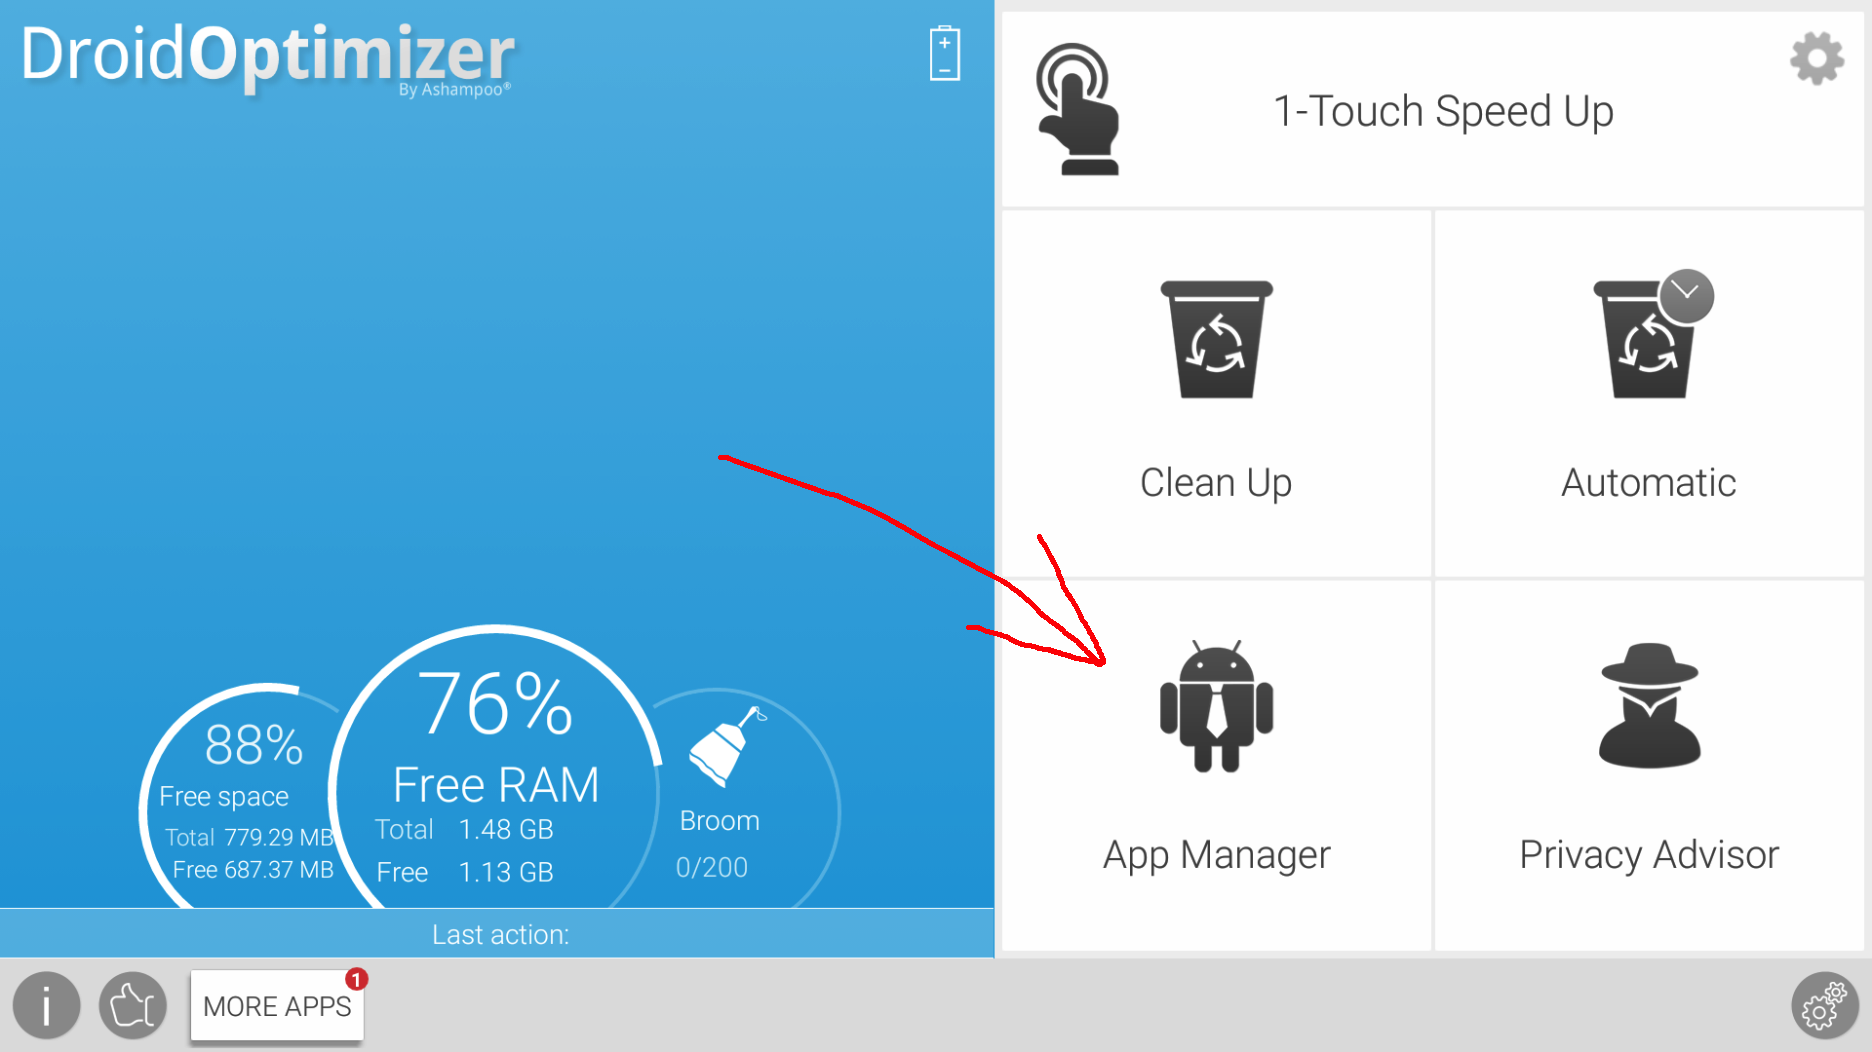 DroidOptimizer
By Ashampoo®
1-Touch Speed Up
Clean Up
Automatic
App Manager
Privacy Advisor
88%
Free space
Total 779.29 MB
Free 687.37 MB
76%
Free RAM
Total 1.48 GB
Free 1.13 GB
Broom
0/200
Last action:
i
MORE APPS
1